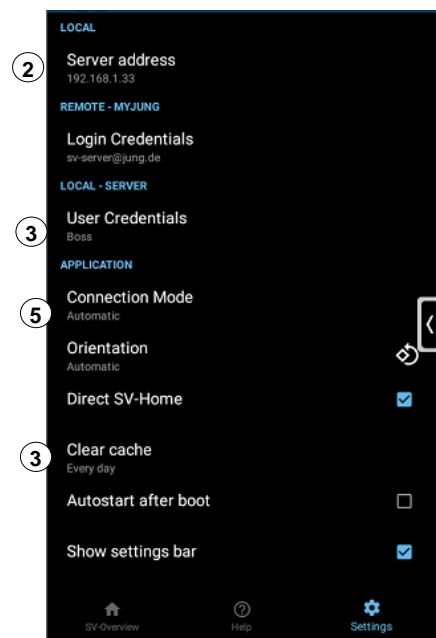 LOCAL
2
Server address
192.168.1.33
REMOTE - MYJUNG
Login Credentials
sv-server@jung.de
LOCAL - SERVER
3
User Credentials
Boss
APPLICATION
5
Connection Mode
Automatic
Orientation
Automatic
Direct SV-Home
3
Clear cache
Every day
Autostart after boot
Show settings bar
SV-Overview Help Settings